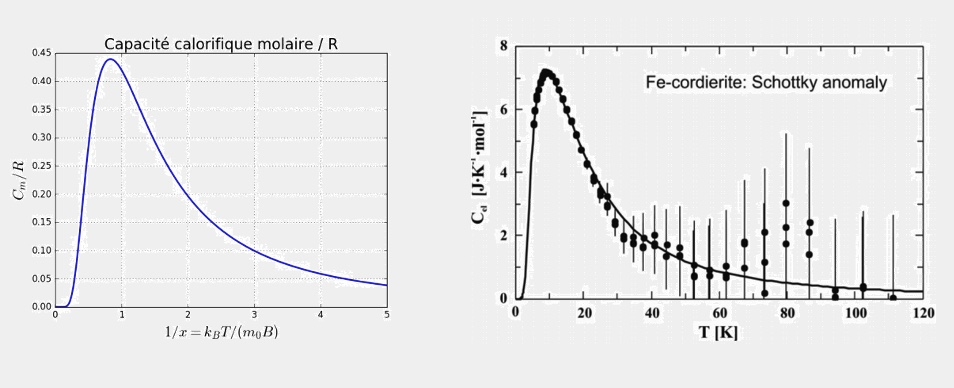 Capacité calorifique molaire / R
0.45
0.40
0.35
0.30
0.25
0.20
0.15
0.10
0.05
0.00
C_m/R
0 1 2 3 4 5
1/x = k_BT/(m_0B)
8
6
4
2
0
C_el [J·K⁻¹·mol⁻¹]
Fe-cordierite: Schottky anomaly
0 20 40 60 80 100 120
T [K]